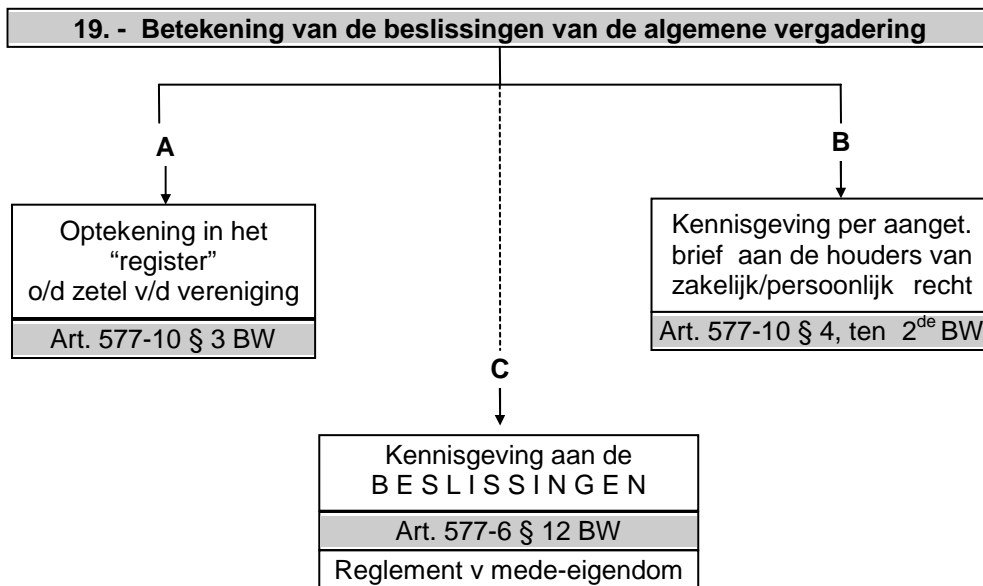 19. - Betekening van de beslissingen van de algemene vergadering
A
B
Optekening in het
“register”
o/d zetel v/d vereniging
Art. 577-10 § 3 BW
Kennisgeving per aanget.
brief aan de houders van
zakelijk/persoonlijk recht
Art. 577-10 § 4, ten 2de BW
C
Kennisgeving aan de
B E S L I S S I N G E N
Art. 577-6 § 12 BW
Reglement v mede-eigendom